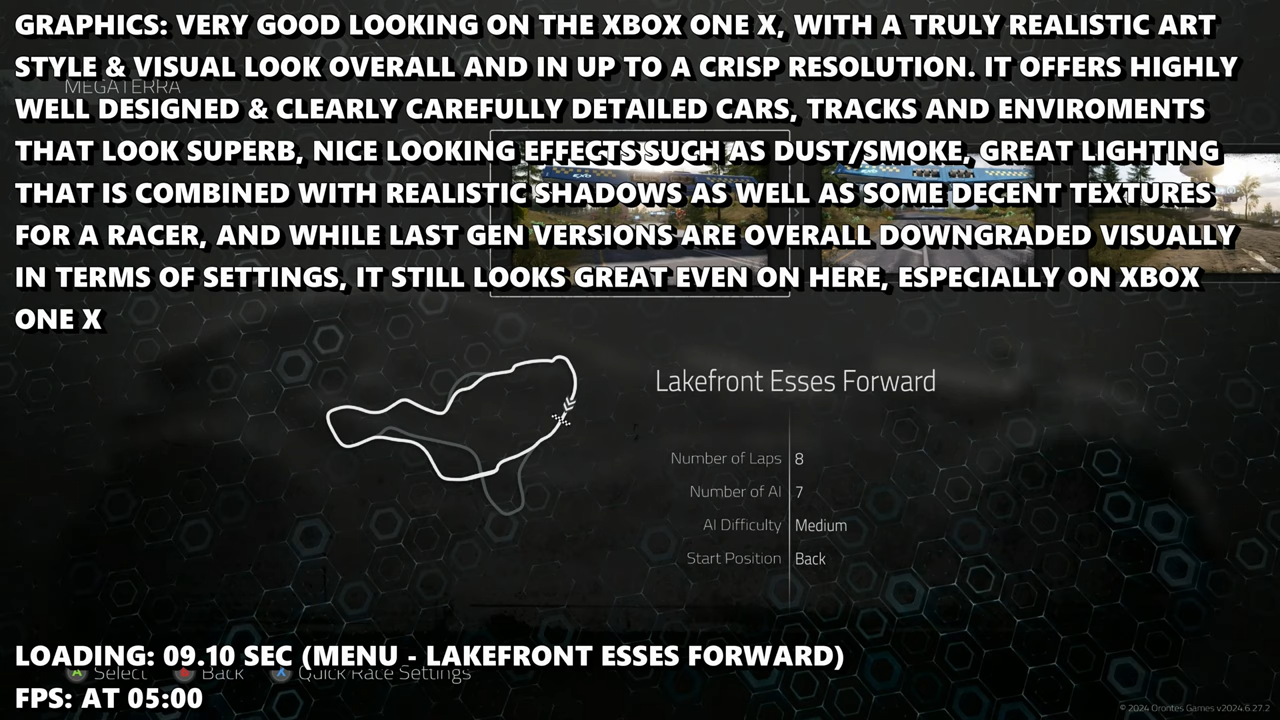 GRAPHICS: VERY GOOD LOOKING ON THE XBOX ONE X, WITH A TRULY REALISTIC ART
STYLE & VISUAL LOOK OVERALL AND IN UP TO A CRISP RESOLUTION. IT OFFERS HIGHLY
MEGATERRA
WELL DESIGNED & CLEARLY CAREFULLY DETAILED CARS, TRACKS AND ENVIROMENTS
THAT LOOK SUPERB, NICE LOOKING EFFECTS SUCH AS DUST/SMOKE, GREAT LIGHTING
THAT IS COMBINED WITH REALISTIC SHADOWS AS WELL AS SOME DECENT TEXTURES
FOR A RACER, AND WHILE LAST GEN VERSIONS ARE OVERALL DOWNGRADED VISUALLY
IN TERMS OF SETTINGS, IT STILL LOOKS GREAT EVEN ON HERE, ESPECIALLY ON XBOX
ONE X
Lakefront Esses Forward
Number of Laps 8
Number of AI 7
AI Difficulty Medium
Start Position Back
LOADING: 09.10 SEC (MENU - LAKEFRONT ESSES FORWARD)
A Select B Back X Quick Race Settings
FPS: AT 05:00
© 2024 Orontes Games v2024.6.27.2